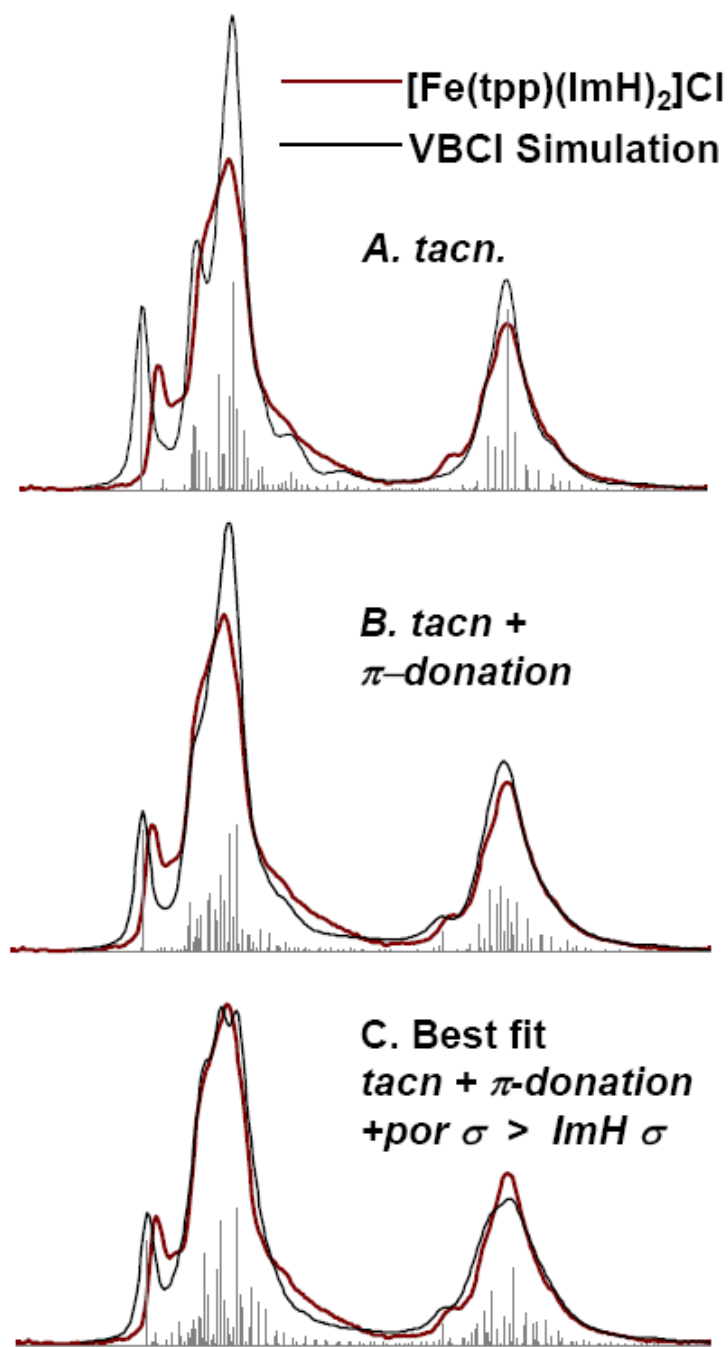 [Fe(tpp)(ImH)₂]Cl
VBCI Simulation
A. tacn.
B. tacn +
π–donation
C. Best fit
tacn + π-donation
+por σ > ImH σ